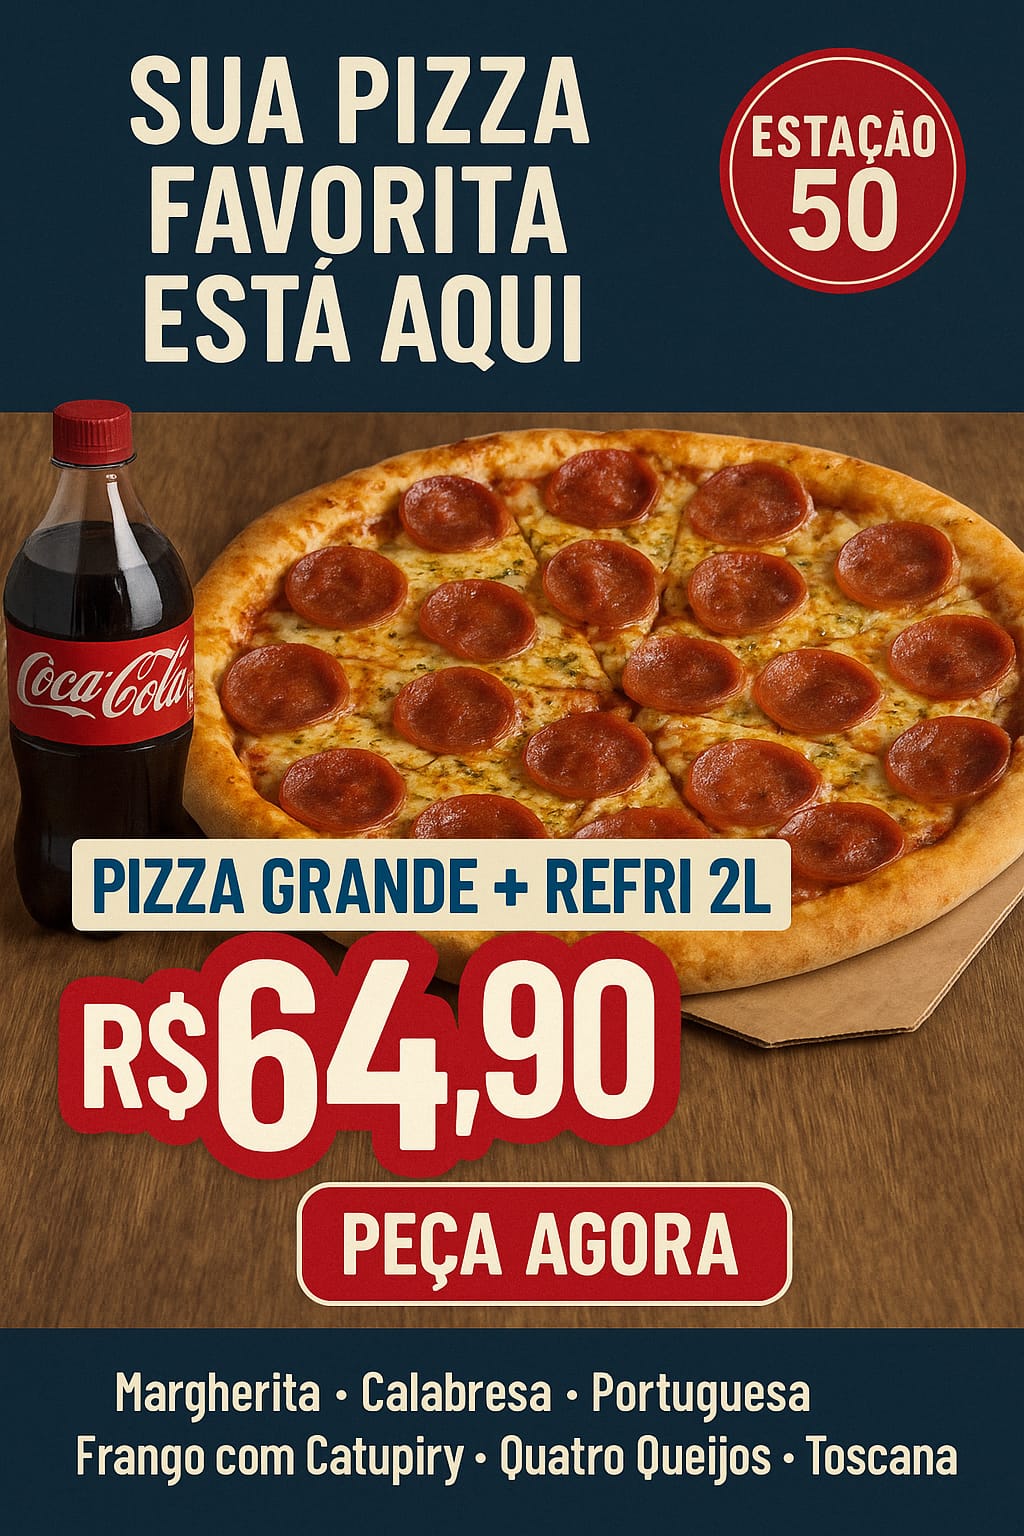 SUA PIZZA
FAVORITA
ESTÁ AQUI
ESTAÇÃO
50
Coca-Cola
PIZZA GRANDE + REFRI 2L
R$64,90
PEÇA AGORA
Margherita • Calabresa • Portuguesa
Frango com Catupiry • Quatro Queijos • Toscana